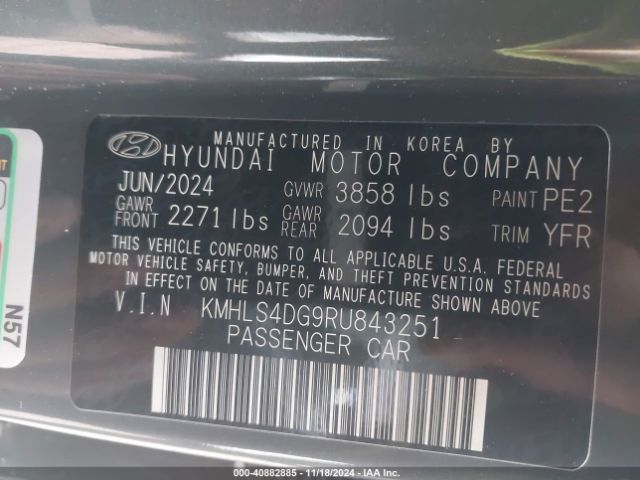 MANUFACTURED IN KOREA BY
HYUNDAI MOTOR COMPANY
JUN/2024 GVWR 3858 lbs PAINT PE2
GAWR FRONT 2271 lbs GAWR REAR 2094 lbs TRIM YFR
THIS VEHICLE CONFORMS TO ALL APPLICABLE U.S.A. FEDERAL
MOTOR VEHICLE SAFETY, BUMPER, AND THEFT PREVENTION STANDARDS
IN EFFECT ON THE DATE OF MANUFACTURE SHOWN ABOVE
V.I.N KMHLS4DG9RU843251
PASSENGER CAR
N57
000-40882885 - 11/18/2024 - IAAI.com